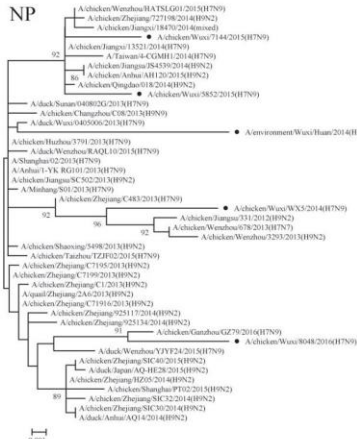 NP
A/chicken/Wenzhou/HATSLG01/2015(H7N9)
A/chicken/Zhejiang/727198/2014(H9N2)
A/chicken/Jiangxi/18470/2014(mixed)
A/chicken/Wuxi/7144/2015(H7N9)
A/chicken/Jiangxi/13521/2014(H7N9)
92
A/Taiwan/4-CGMH1/2014(H7N9)
A/chicken/Jiangsu/JS4539/2014(H9N2)
86
A/chicken/Anhui/AH120/2015(H7N9)
A/chicken/Qingdao/018/2014(H9N2)
A/chicken/Wuxi/5852/2015(H7N9)
A/duck/Sunan/040802G/2013(H7N9)
A/chicken/Changzhou/C08/2013(H9N2)
A/duck/Wuxi/0405006/2013(H7N9)
A/environment/Wuxi/Huan/2014(H
A/chicken/Huzhou/3791/2013(H7N9)
A/duck/Wenzhou/RAQL10/2015(H7N9)
A/Shanghai/02/2013(H7N9)
A/Anhui/1-YK_RG101/2013(H7N9)
A/chicken/Jiangsu/SC502/2013(H9N2)
A/Minhang/S01/2013(H7N9)
A/chicken/Zhejiang/C483/2013(H7N9)
92
A/chicken/Wuxi/WX5/2014(H7N9)
96
A/chicken/Jiangsu/331/2012(H9N2)
A/chicken/Wenzhou/678/2013(H7N7)
92
A/chicken/Wenzhou/3293/2013(H9N2)
A/chicken/Shaoxing/5498/2013(H9N2)
A/chicken/Taizhou/TZJF02/2015(H7N9)
A/chicken/Zhejiang/C7195/2013(H9N2)
A/chicken/Zhejiang/C7199/2013(H9N2)
A/chicken/Zhejiang/C1/2013(H9N2)
A/quail/Zhejiang/2A6/2013(H9N2)
A/chicken/Zhejiang/C71916/2013(H7N9)
A/chicken/Zhejiang/925117/2014(H9N2)
A/chicken/Zhejiang/925134/2014(H9N2)
91
A/chicken/Ganzhou/GZ79/2016(H7N9)
A/chicken/Wuxi/8048/2016(H7N9)
A/duck/Wenzhou/YJYF24/2015(H7N9)
A/chicken/Zhejiang/SIC40/2015(H7N9)
A/duck/Japan/AQ-HE28/2015(H7N9)
A/chicken/Zhejiang/HZ05/2014(H9N2)
A/chicken/Shanghai/PT02/2015(H7N9)
89
A/chicken/Zhejiang/SIC32/2014(H9N2)
A/chicken/Zhejiang/SIC30/2014(H9N2)
A/duck/Anhui/AQ14/2014(H9N2)